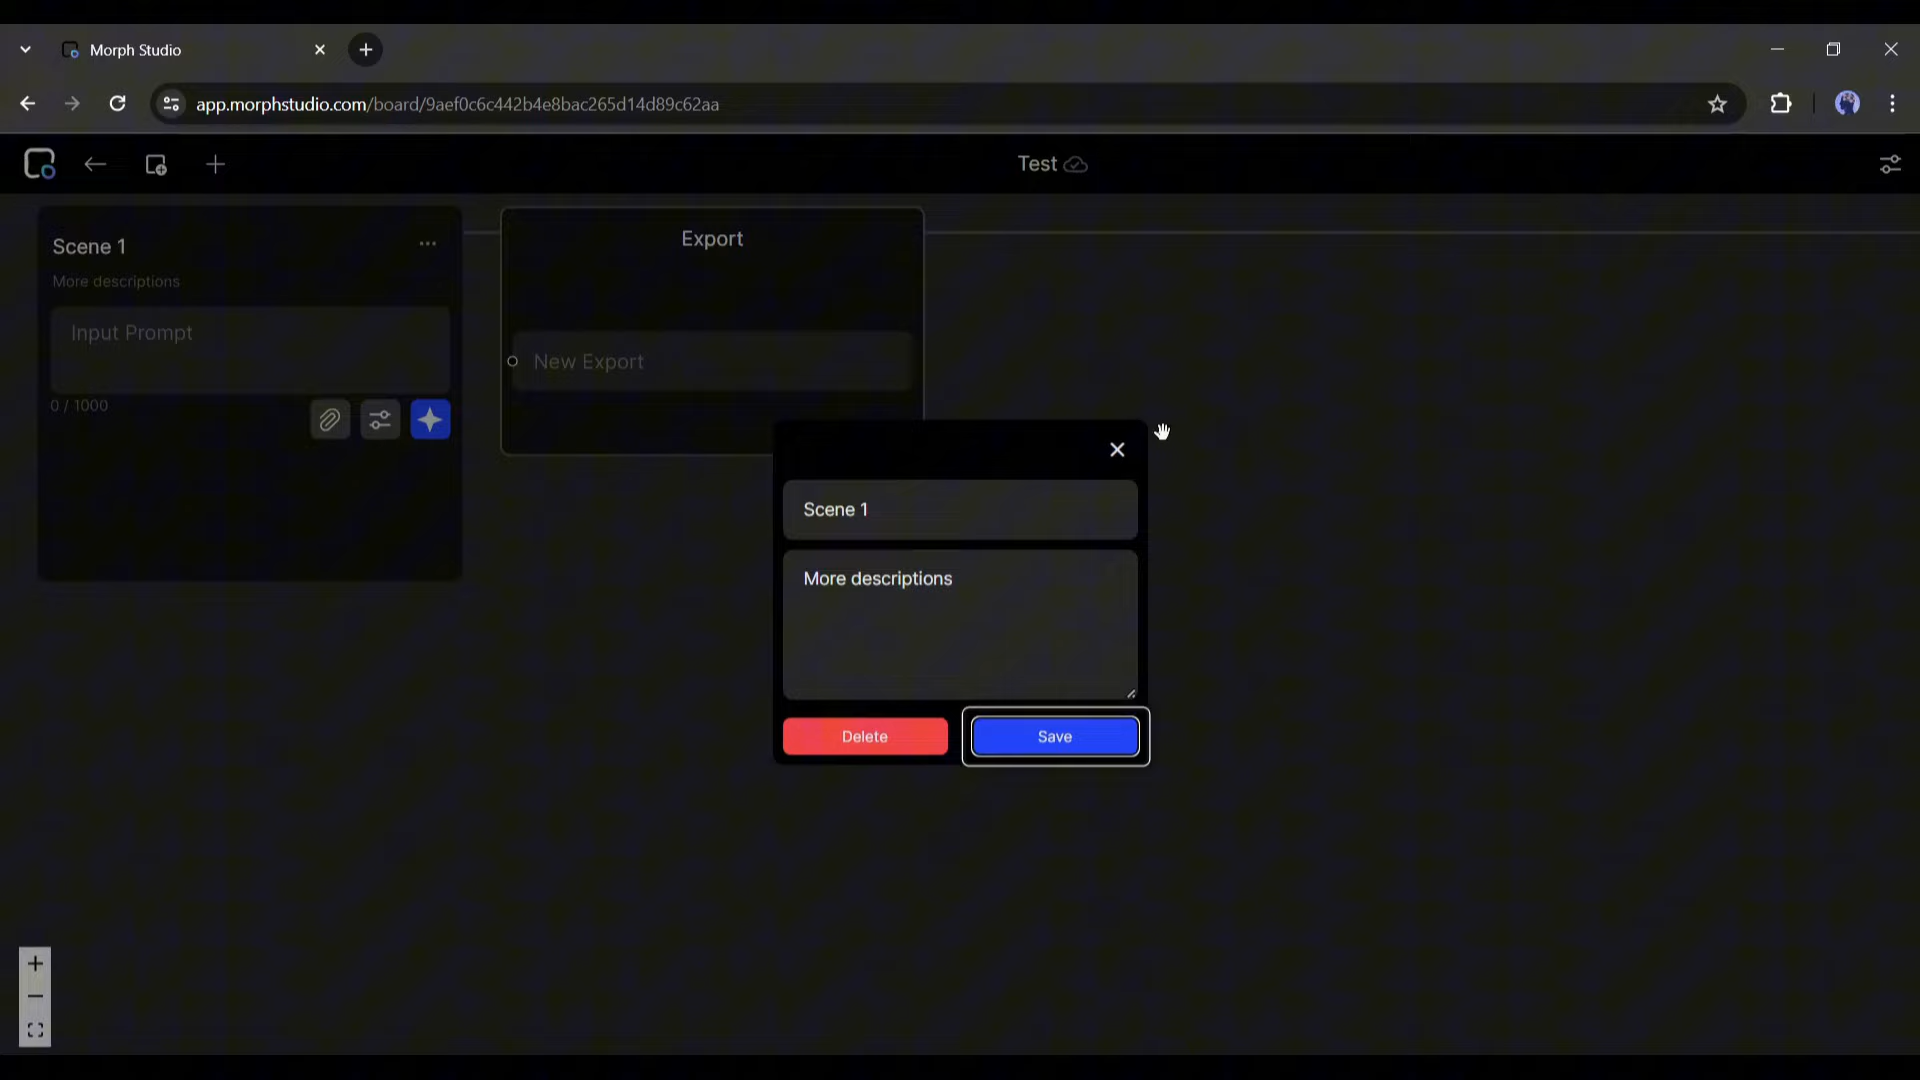 Morph Studio
app.morphstudio.com/board/9aef0c6c442b4e8bac265d14d89c62aa
Test
Scene 1
More descriptions
Input Prompt
0 / 1000
Export
New Export
Scene 1
More descriptions
Delete
Save